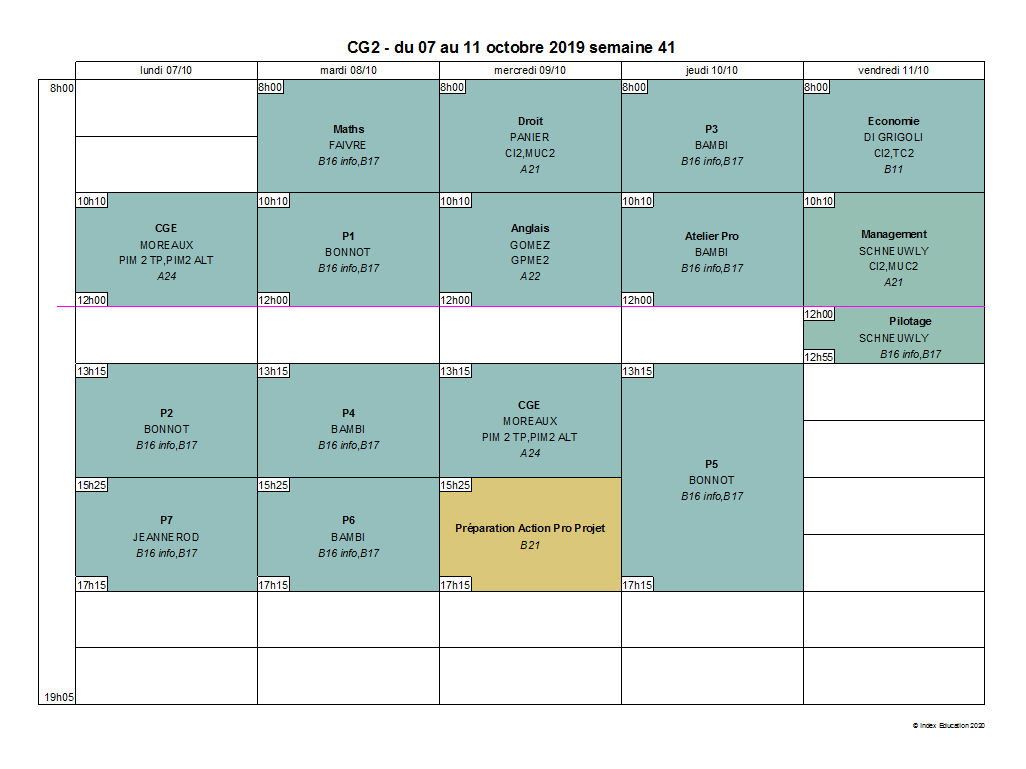 CG2 - du 07 au 11 octobre 2019 semaine 41
lundi 07/10
mardi 08/10
mercredi 09/10
jeudi 10/10
vendredi 11/10
8h00
8h00
Maths
FAIVRE
B16 info,B17
8h00
Droit
PANIER
CI2,MUC2
A21
8h00
P3
BAMBI
B16 info,B17
8h00
Economie
DI GRIGOLI
CI2,TC2
B11
10h10
CGE
MOREAUX
PIM 2 TP,PIM2 ALT
A24
12h00
10h10
P1
BONNOT
B16 info,B17
12h00
10h10
Anglais
GOMEZ
GPME2
A22
12h00
10h10
Atelier Pro
BAMBI
B16 info,B17
12h00
10h10
Management
SCHNEUWLY
CI2,MUC2
A21
12h00
Pilotage
SCHNEUWLY
B16 info,B17
12h55
13h15
P2
BONNOT
B16 info,B17
13h15
P4
BAMBI
B16 info,B17
13h15
CGE
MOREAUX
PIM 2 TP,PIM2 ALT
A24
13h15
P5
BONNOT
B16 info,B17
17h15
15h25
P7
JEANNEROD
B16 info,B17
17h15
15h25
P6
BAMBI
B16 info,B17
17h15
15h25
Préparation Action Pro Projet
B21
17h15
19h05
© Index Education 2020